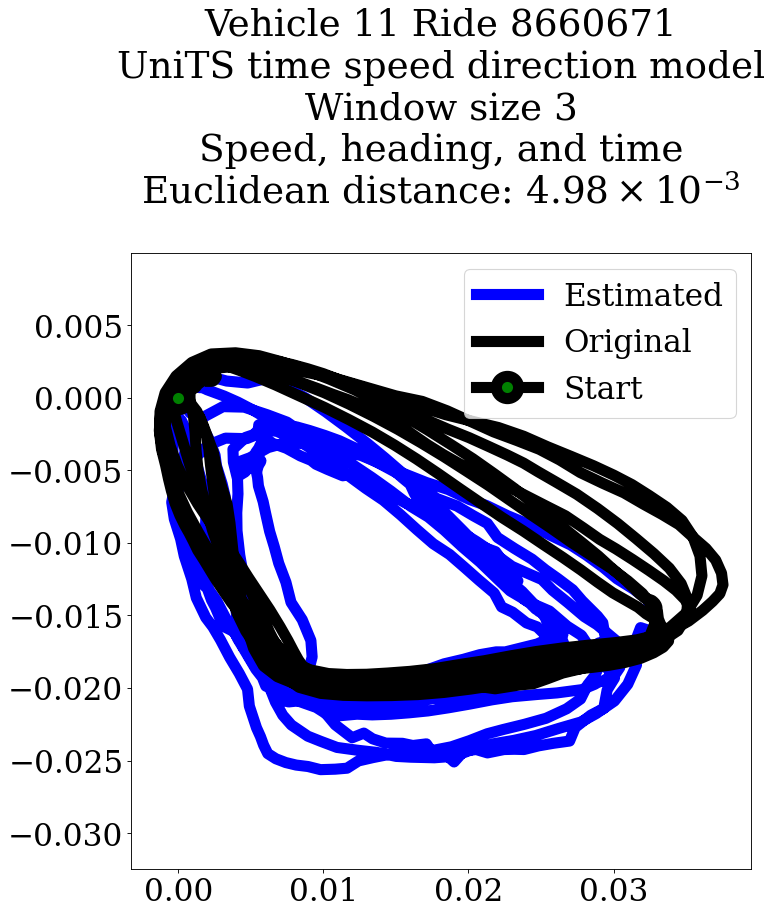 Vehicle 11 Ride 8660671
UniTS time speed direction model
Window size 3
Speed, heading, and time
Euclidean distance: 4.98 × 10⁻³
Estimated
Original
Start
0.005
0.000
−0.005
−0.010
−0.015
−0.020
−0.025
−0.030
0.00 0.01 0.02 0.03